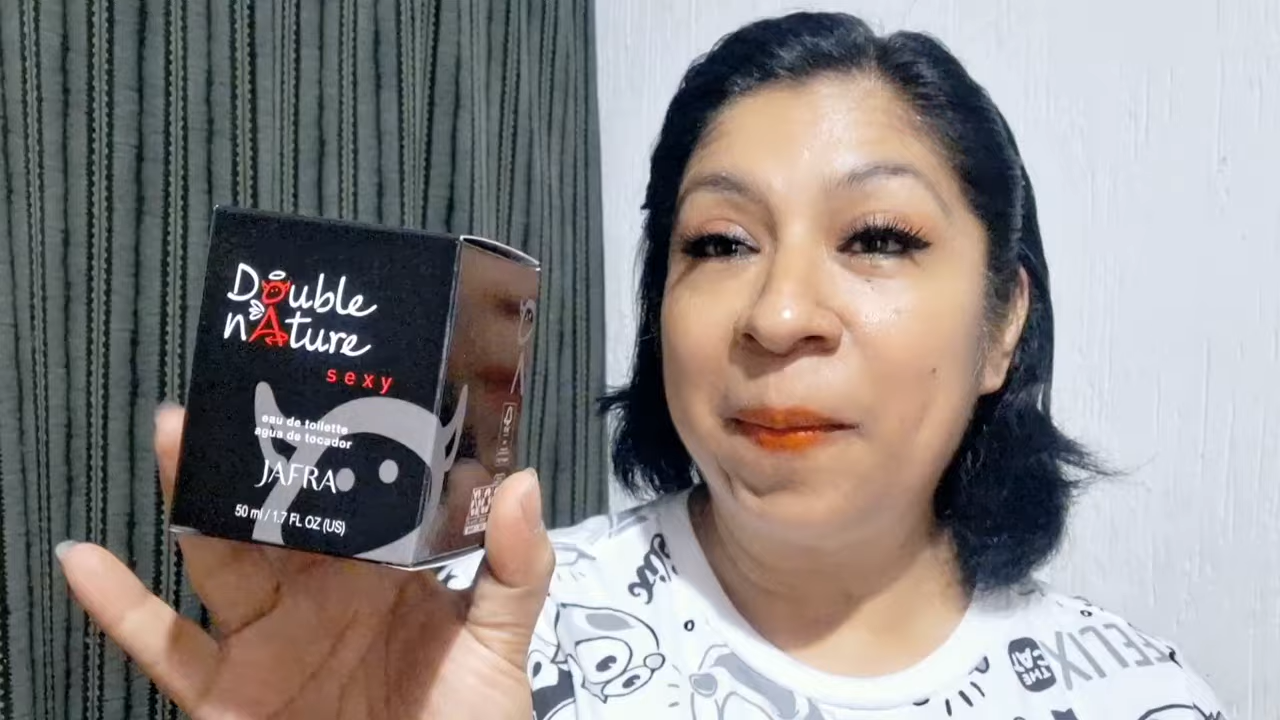 Double
nAture
sexy
eau de toilette
agua de tocador
JAFRA
50 ml / 1.7 FL OZ (US)
FELIX
THE
CAT